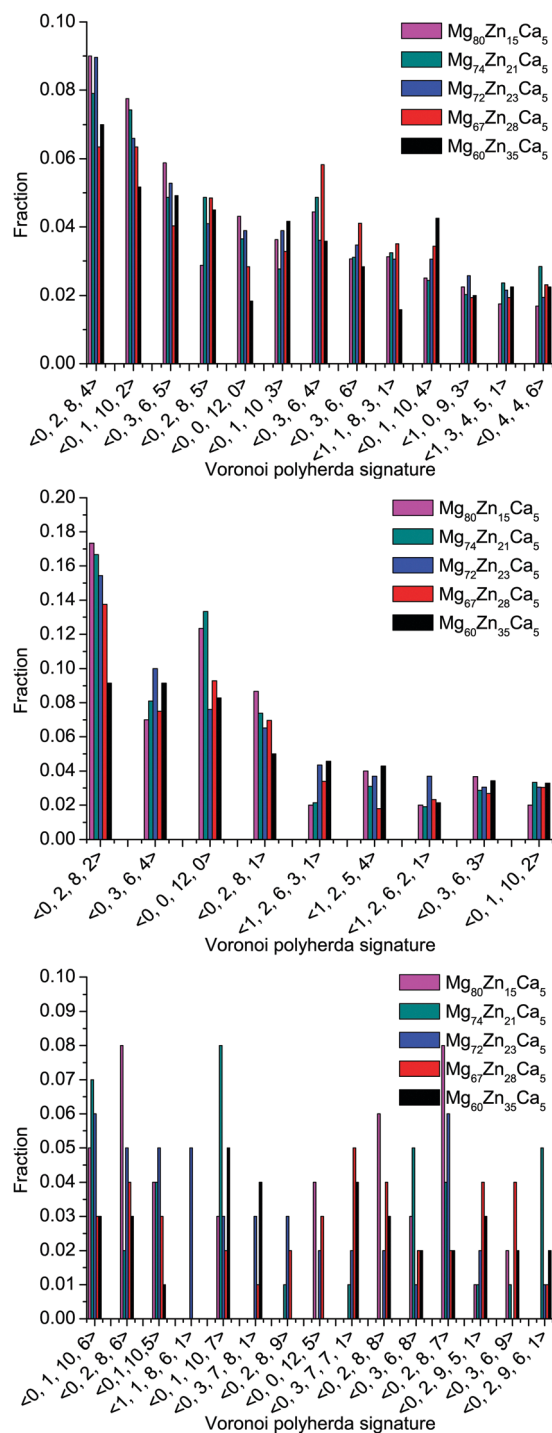 0.10
0.08
0.06
0.04
0.02
0.00
Fraction
Mg80Zn15Ca5
Mg74Zn21Ca5
Mg72Zn23Ca5
Mg67Zn28Ca5
Mg60Zn35Ca5
<0, 2, 8, 4>
<0, 1, 10, 2>
<0, 3, 6, 5>
<0, 2, 8, 5>
<0, 0, 12, 0>
<0, 1, 10 ,3>
<0, 3, 6, 4>
<0, 3, 6, 6>
<1, 1, 8, 3, 1>
<0, 1, 10, 4>
<1, 0, 9, 3>
<1, 3, 4, 5, 1>
<0, 4, 4, 6>
Voronoi polyherda signature
0.20
0.18
0.16
0.14
0.12
0.10
0.08
0.06
0.04
0.02
0.00
Fraction
Mg80Zn15Ca5
Mg74Zn21Ca5
Mg72Zn23Ca5
Mg67Zn28Ca5
Mg60Zn35Ca5
<0, 2, 8, 2>
<0, 3, 6, 4>
<0, 0, 12, 0>
<0, 2, 8, 1>
<1, 2, 6, 3, 1>
<1, 2, 5, 4>
<1, 2, 6, 2, 1>
<0, 3, 6, 3>
<0, 1, 10, 2>
Voronoi polyherda signature
0.10
0.09
0.08
0.07
0.06
0.05
0.04
0.03
0.02
0.01
0.00
Fraction
Mg80Zn15Ca5
Mg74Zn21Ca5
Mg72Zn23Ca5
Mg67Zn28Ca5
Mg60Zn35Ca5
<0, 1, 10, 6>
<0, 2, 8, 6>
<0,1, 10,5>
<1, 1, 8, 6, 1>
<0, 1, 10, 7>
<0, 3, 7, 8, 1>
<0, 2, 8, 9>
<0, 0, 12, 5>
<0, 3, 7, 7, 1>
<0, 2, 8, 8>
<0, 3, 6, 8>
<0, 2, 8, 7>
<0, 2, 9, 5, 1>
<0, 3, 6, 9>
<0, 2, 9, 6, 1>
Voronoi polyherda signature